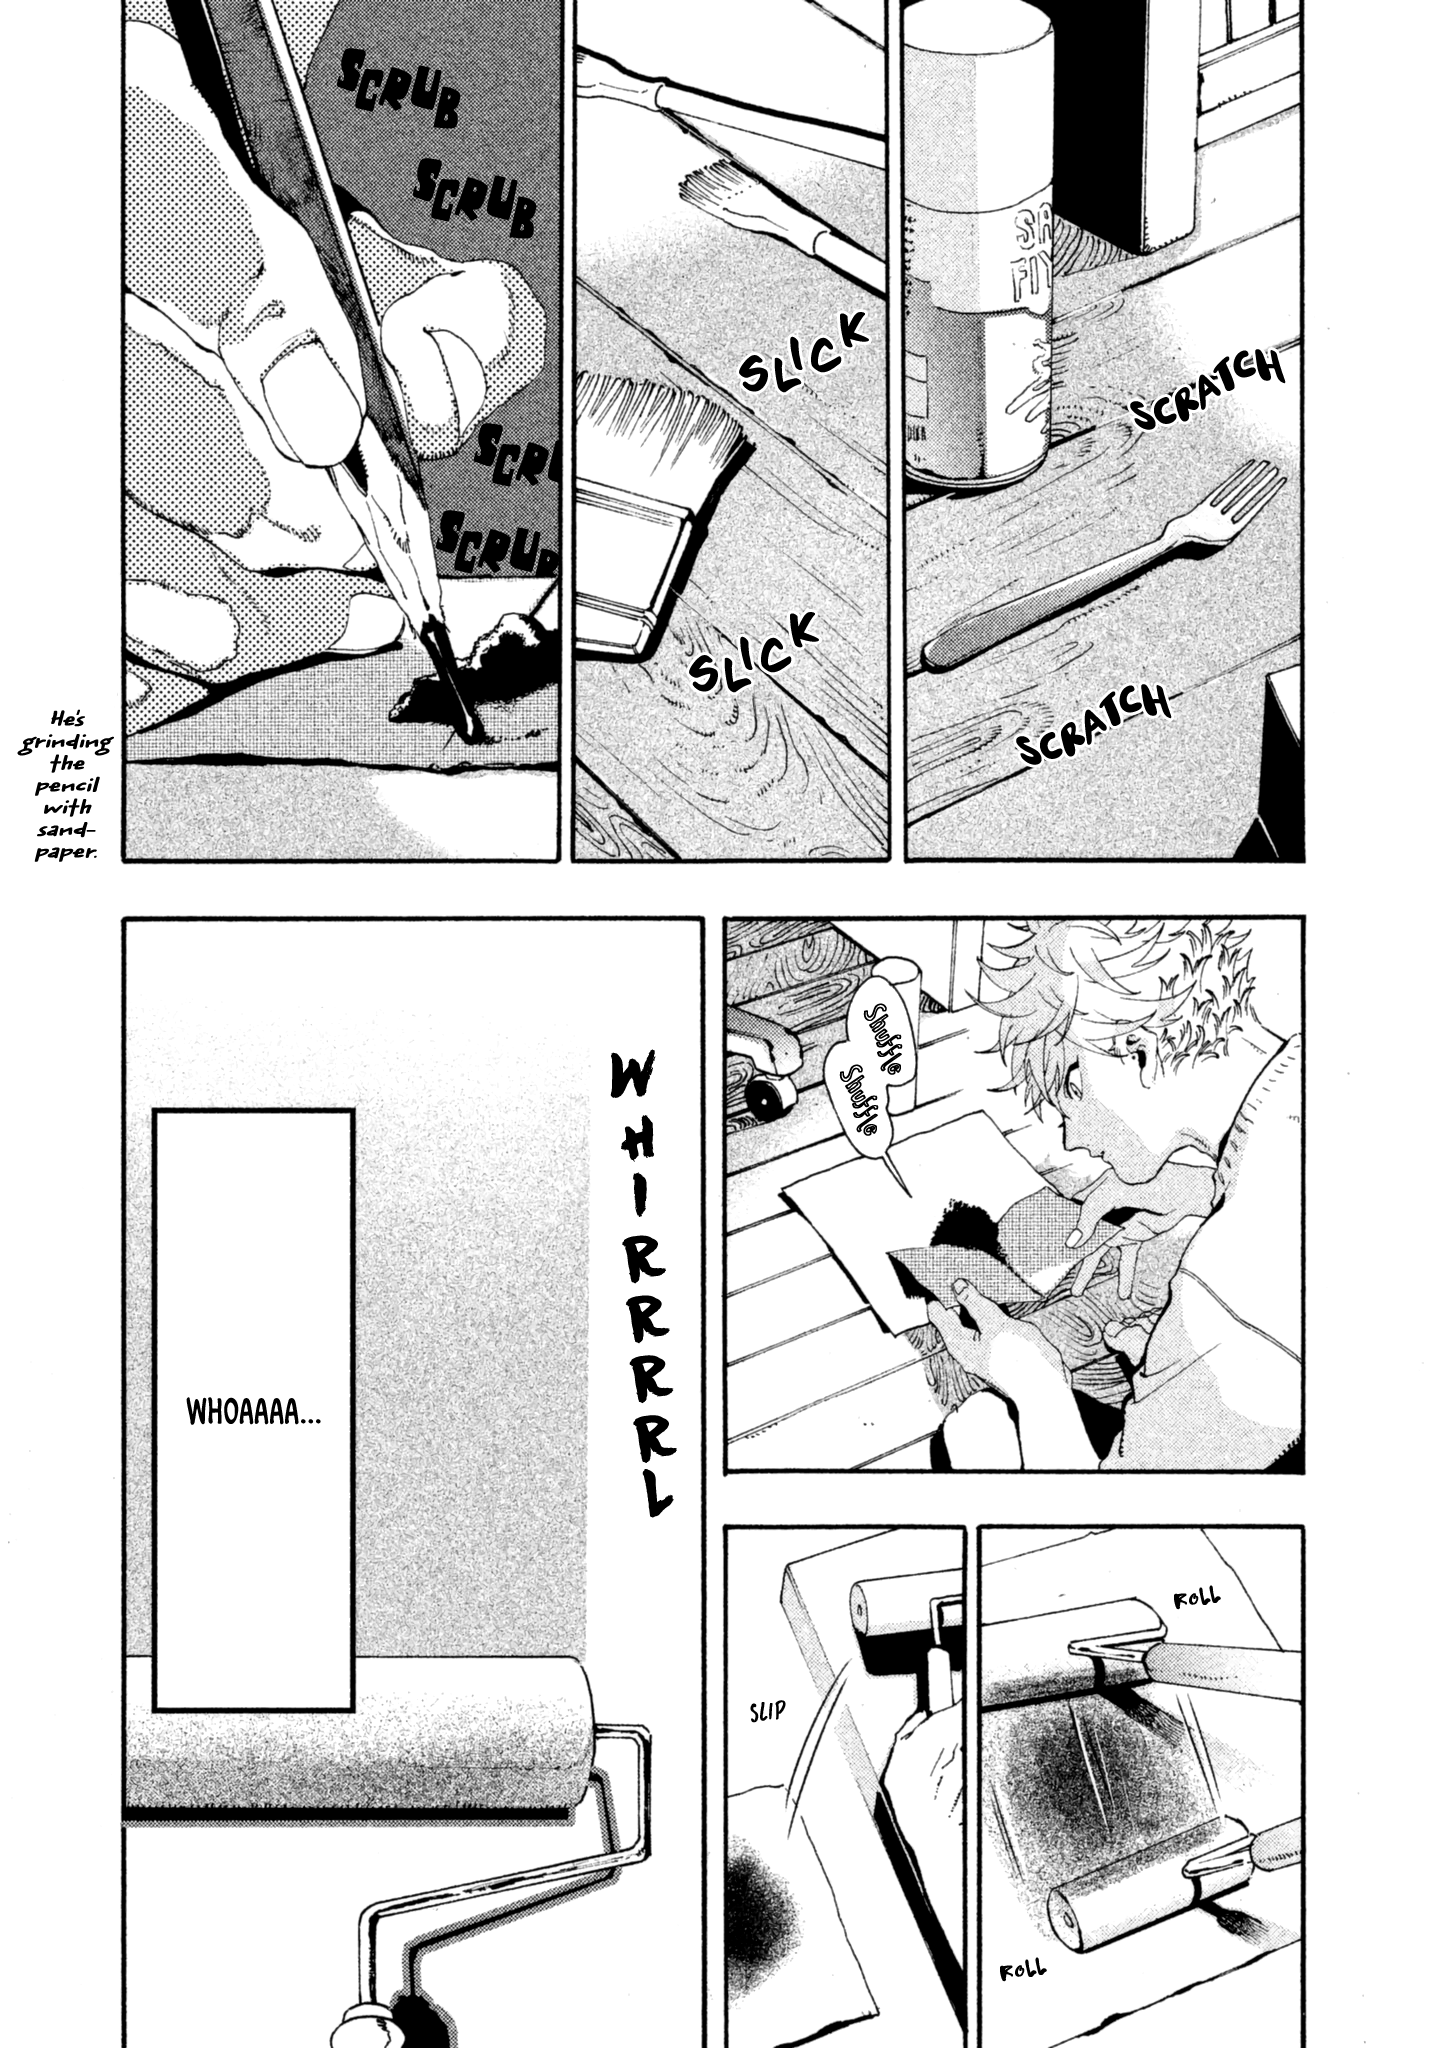 SCRATCH
SCRATCH
SLICK
SLICK
SCRUB
SCRUB
SCRU
SCRUB
He's
grinding
the
pencil
with
sand-
paper.
Shuffle
Shuffle
ROLL
ROLL
SLIP
WHIRRRRL
WHOAAAA...